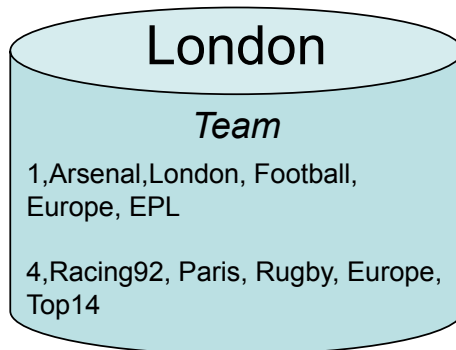 London
Team
1,Arsenal,London, Football,
Europe, EPL
4,Racing92, Paris, Rugby, Europe,
Top14